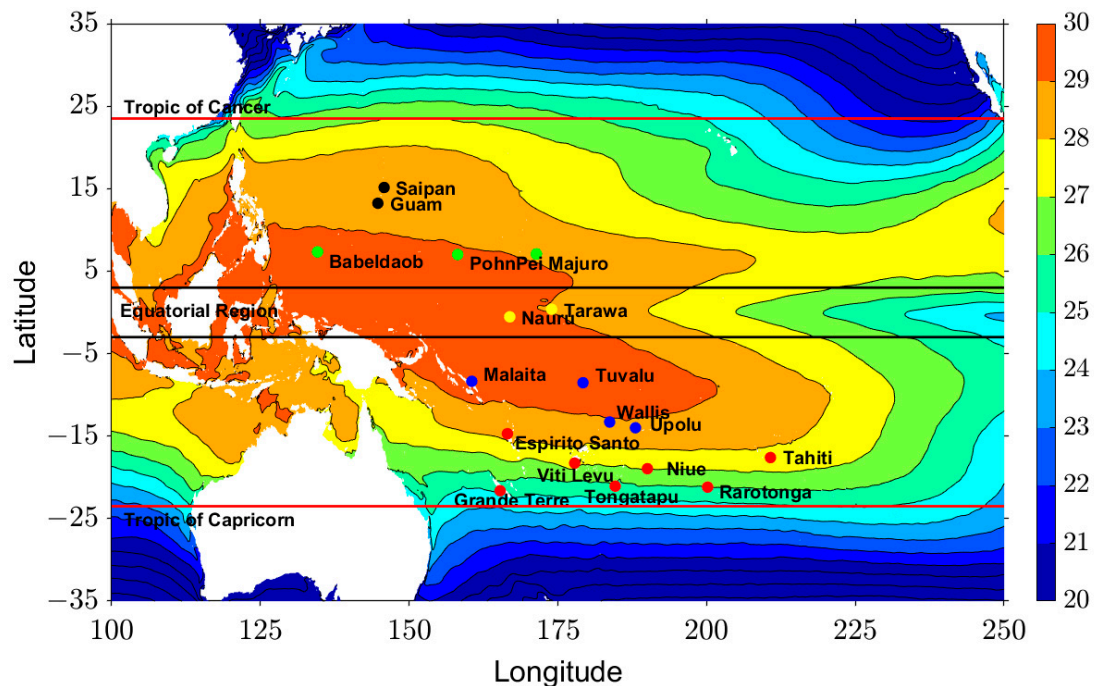 35
30
29
Tropic of Cancer
25
28
Saipan
15
27
Guam
26
Babeldaob
PohnPei Majuro
5
Equatorial Region
Tarawa
25
Nauru
Latitude
−5
24
Malaita
Tuvalu
Wallis
23
Upolu
−15
Espirito Santo
Tahiti
Viti Levu
Niue
22
Grande Terre
Tongatapu
Rarotonga
Tropic of Capricorn
−25
21
−35
20
100
125
150
175
200
225
250
Longitude